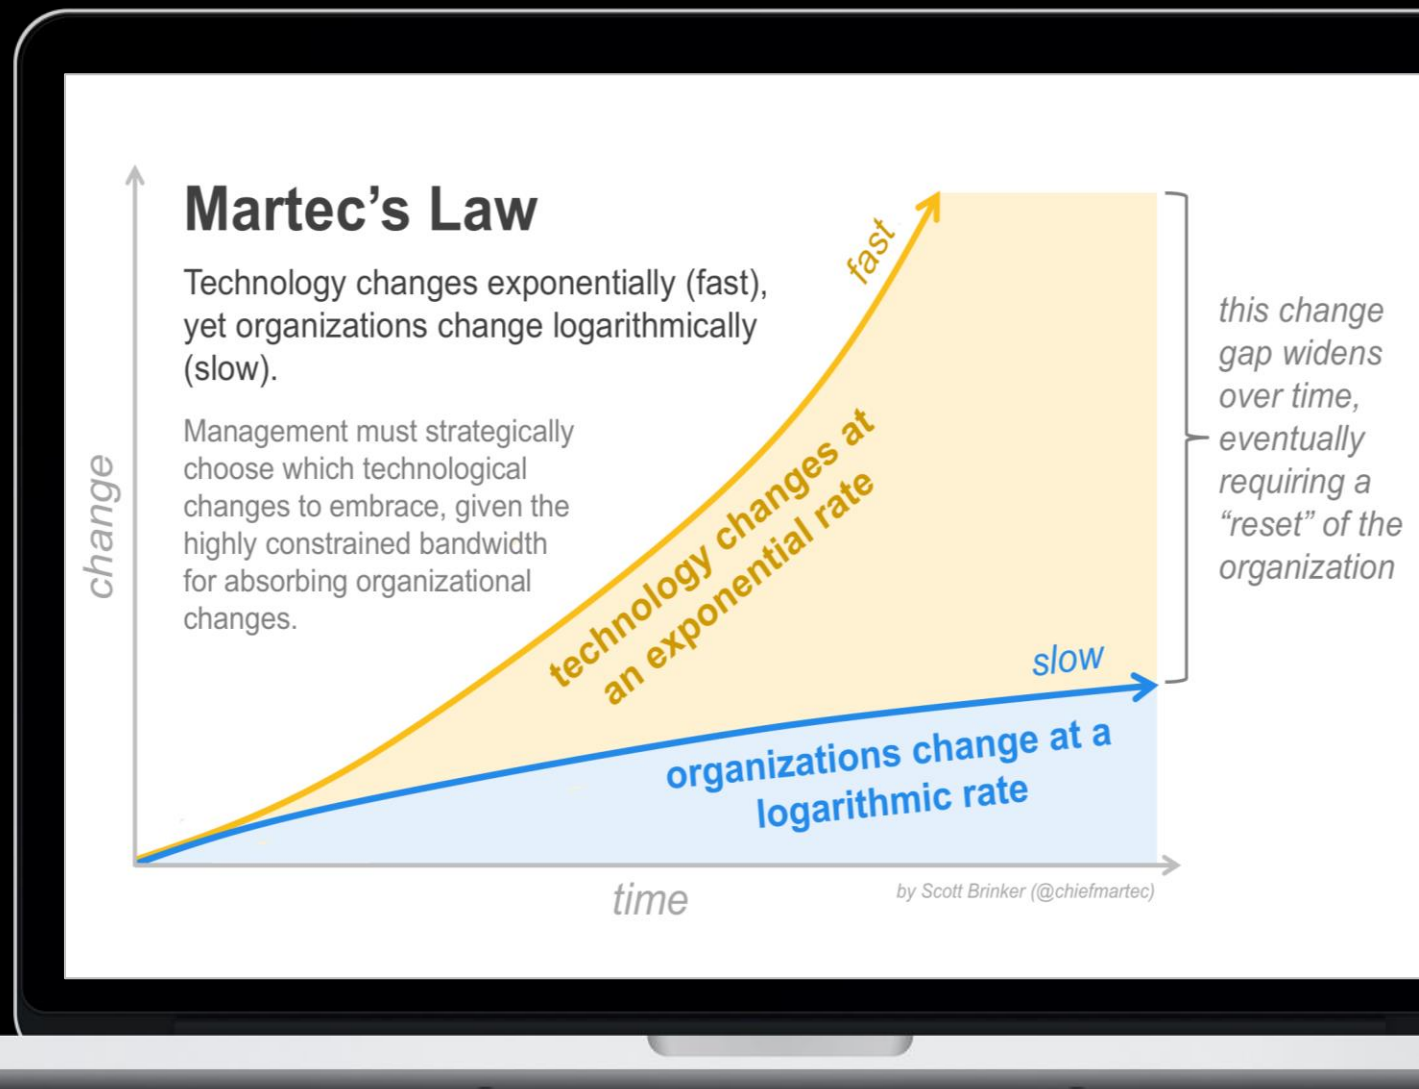 Martec’s Law
Technology changes exponentially (fast),
yet organizations change logarithmically
(slow).
Management must strategically
choose which technological
changes to embrace, given the
highly constrained bandwidth
for absorbing organizational
changes.
change
fast
technology changes at
an exponential rate
this change
gap widens
over time,
eventually
requiring a
“reset” of the
organization
slow
organizations change at a
logarithmic rate
time
by Scott Brinker (@chiefmartec)